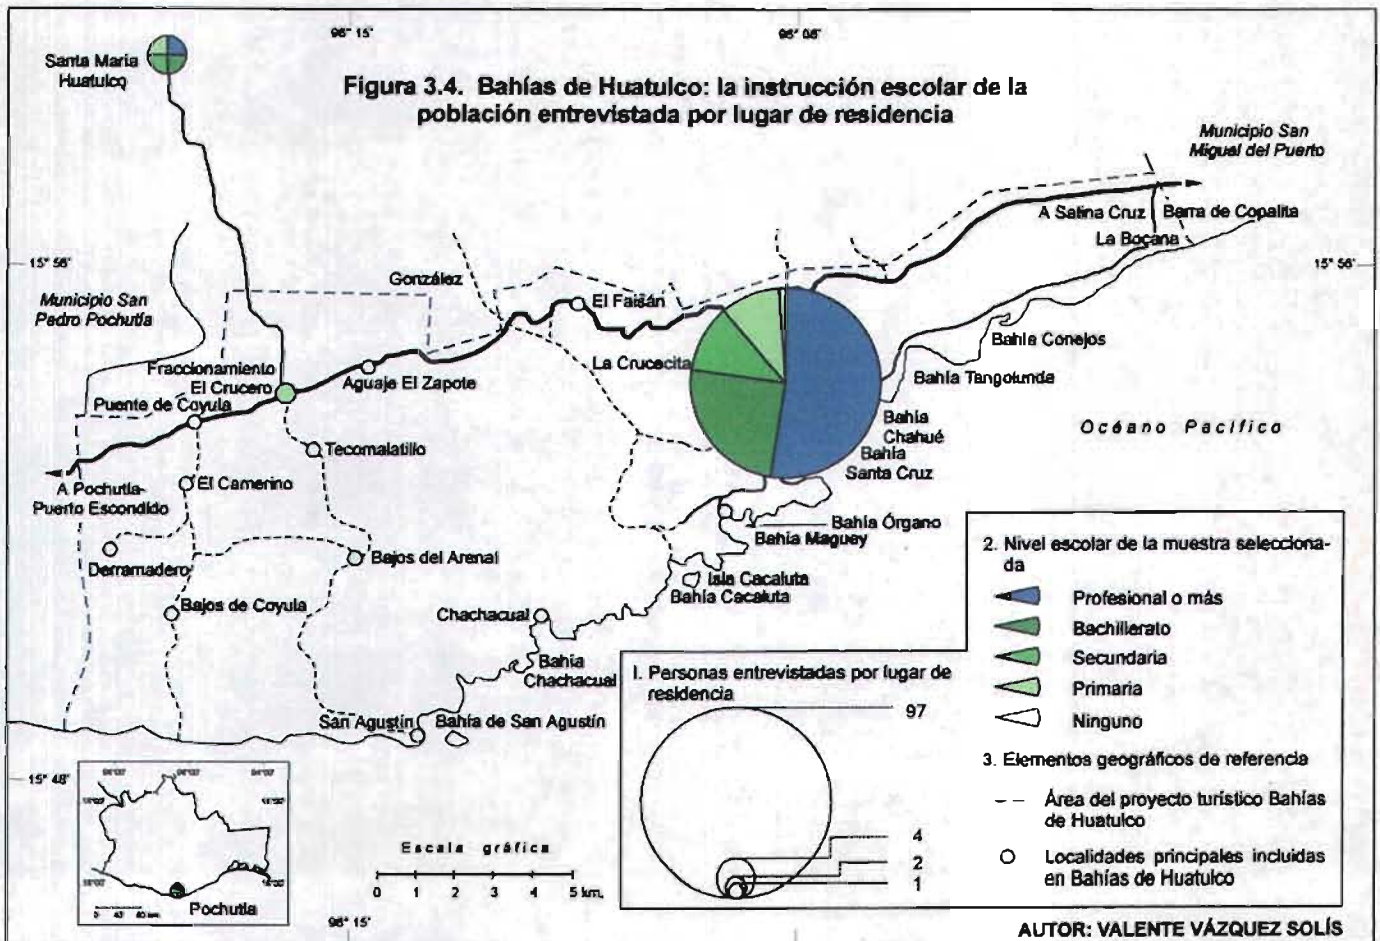 96° 15'
96° 05'
Santa María
Huatulco
Figura 3.4. Bahías de Huatulco: la instrucción escolar de la
población entrevistada por lugar de residencia
Municipio San
Miguel del Puerto
A Salina Cruz
Barra de Copalita
La Bocana
15° 56'
15° 56'
González
El Faisán
Municipio San
Pedro Pochutla
Bahía Conejos
Fraccionamiento
El Crucero
Aguaje El Zapote
La Crucecita
Bahía Tangolunda
Puente de Coyula
Bahía
Chahué
Océano Pacífico
Bahía
Santa Cruz
Tecomalatillo
A Pochutla-
Puerto Escondido
El Camerino
Bahía Órgano
Bahía Maguey
Derramadero
Bajos del Arenal
Isla Cacaluta
Bahía Cacaluta
Bajos de Coyula
Chachacual
Bahía
Chachacual
San Agustín
Bahía de San Agustín
15° 48'
2. Nivel escolar de la muestra selecciona-
da
Profesional o más
Bachillerato
Secundaria
Primaria
Ninguno
1. Personas entrevistadas por lugar de
residencia
97
4
2
1
3. Elementos geográficos de referencia
Área del proyecto turístico Bahías
de Huatulco
Localidades principales incluidas
en Bahías de Huatulco
Pochutla
Escala gráfica
0 1 2 3 4 5 km.
96° 15'
AUTOR: VALENTE VÁZQUEZ SOLÍS